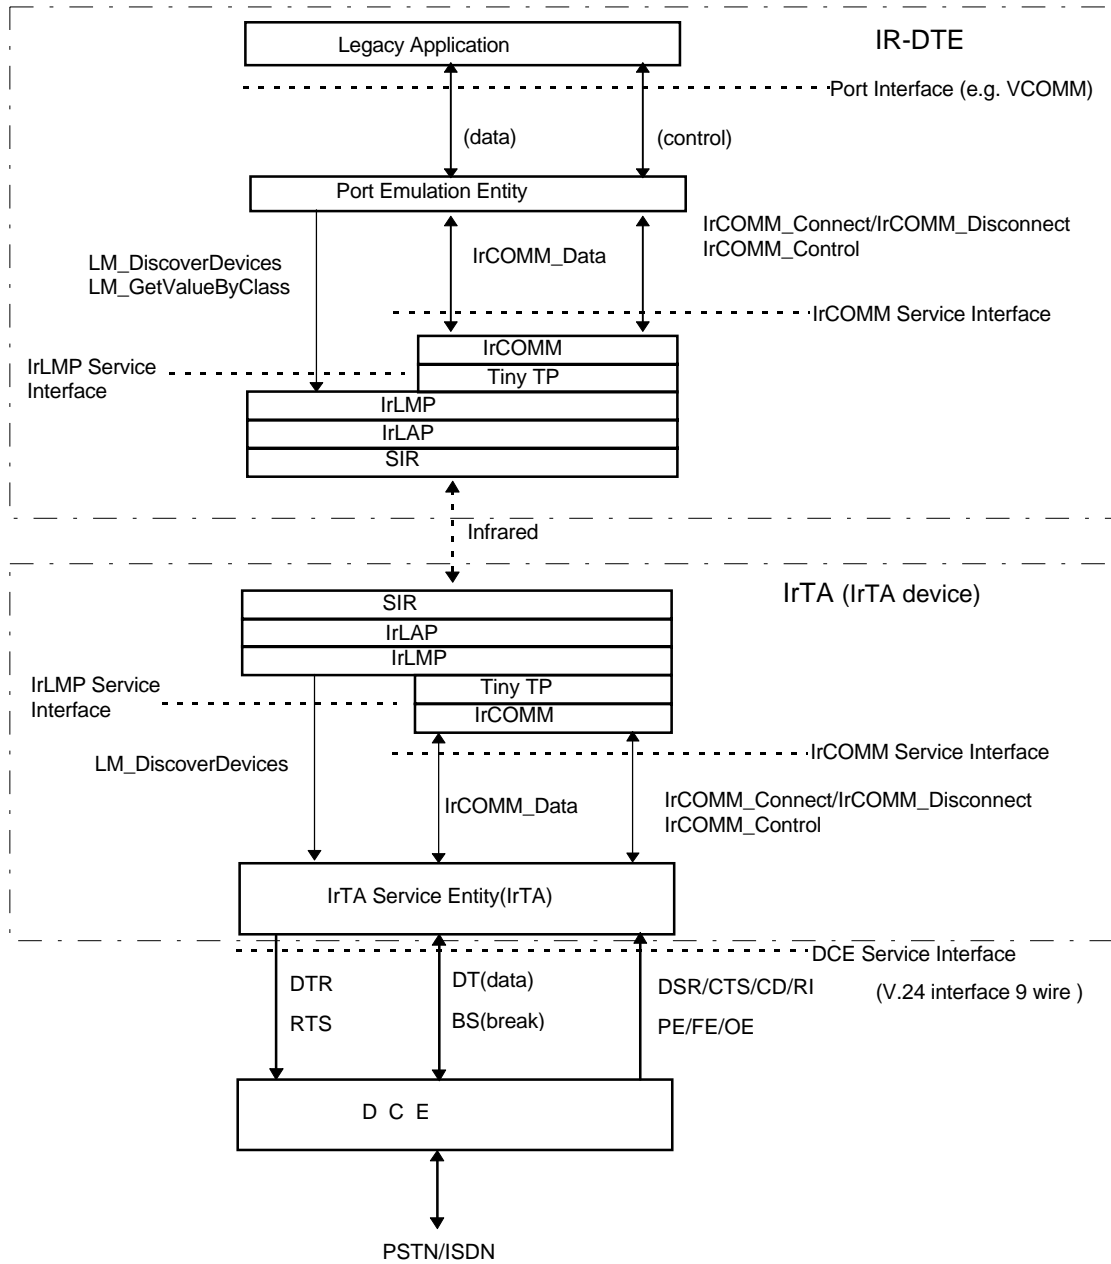 Legacy Application
IR-DTE
Port Interface (e.g. VCOMM)
(data)
(control)
Port Emulation Entity
IrCOMM_Connect/IrCOMM_Disconnect
IrCOMM_Control
IrCOMM_Data
LM_DiscoverDevices
LM_GetValueByClass
IrCOMM Service Interface
IrCOMM
IrLMP Service
Interface
Tiny TP
IrLMP
IrLAP
SIR
Infrared
IrTA (IrTA device)
SIR
IrLAP
IrLMP
IrLMP Service
Interface
Tiny TP
IrCOMM
IrCOMM Service Interface
LM_DiscoverDevices
IrCOMM_Data
IrCOMM_Connect/IrCOMM_Disconnect
IrCOMM_Control
IrTA Service Entity(IrTA)
DCE Service Interface
(V.24 interface 9 wire )
DTR
RTS
DT(data)
BS(break)
DSR/CTS/CD/RI
PE/FE/OE
D C E
PSTN/ISDN